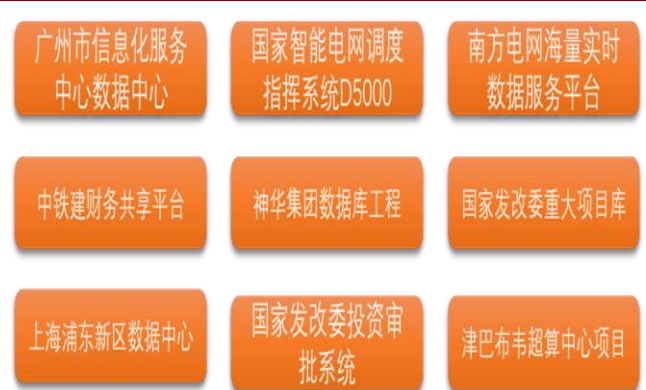 广州市信息化服务
中心数据中心
国家智能电网调度
指挥系统D5000
南方电网海量实时
数据服务平台
中铁建财务共享平台
神华集团数据库工程
国家发改委重大项目库
上海浦东新区数据中心
国家发改委投资审
批系统
津巴布韦超算中心项目